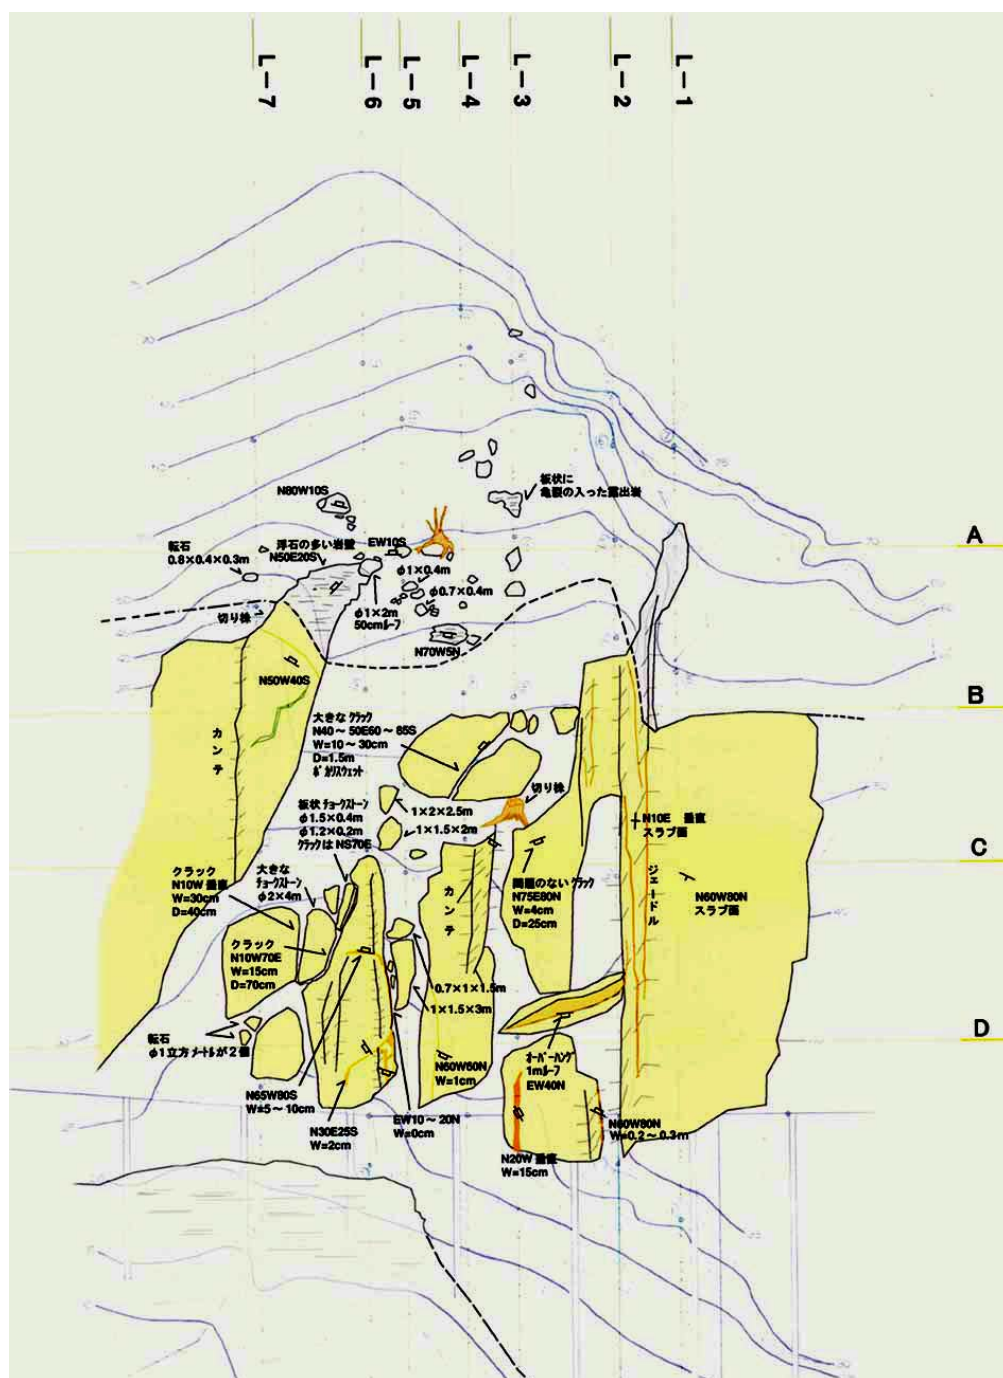 L－7
L－6
L－5
L－4
L－3
L－2
L－1
A
B
C
D
N80W10S
板状に
亀裂の入った露出岩
転石
0.8×0.4×0.3m
浮石の多い岩壁
N50E20S
EW10S
φ1×0.4m
φ0.7×0.4m
φ1×2m
50cmルーフ
切り株
N70W5N
N50W40S
カンテ
大きなクラック
N40～50E60～85S
W=10～30cm
D=1.5m
切り株
1×2×2.5m
1×1.5×2m
板状チョークストーン
φ1.5×0.4m
φ1.2×0.2m
クラックはNS70E
N10E 垂直
スラブ面
ジェードル
N60W80N
スラブ面
クラック
N10W 垂直
W=30cm
D=40cm
大きな
チョークストーン
φ2×4m
カンテ
問題のないクラック
N75E80N
W=4cm
D=25cm
クラック
N10W70E
W=15cm
D=70cm
0.7×1×1.5m
1×1.5×3m
転石
φ1立方メートルが2個
オーバーハング
1mルーフ
EW40N
N60W60N
W=1cm
N65W80S
W=5～10cm
N30E25S
W=2cm
EW10～20N
W=0cm
N60W80N
W=0.2～0.3m
N20W 垂直
W=15cm